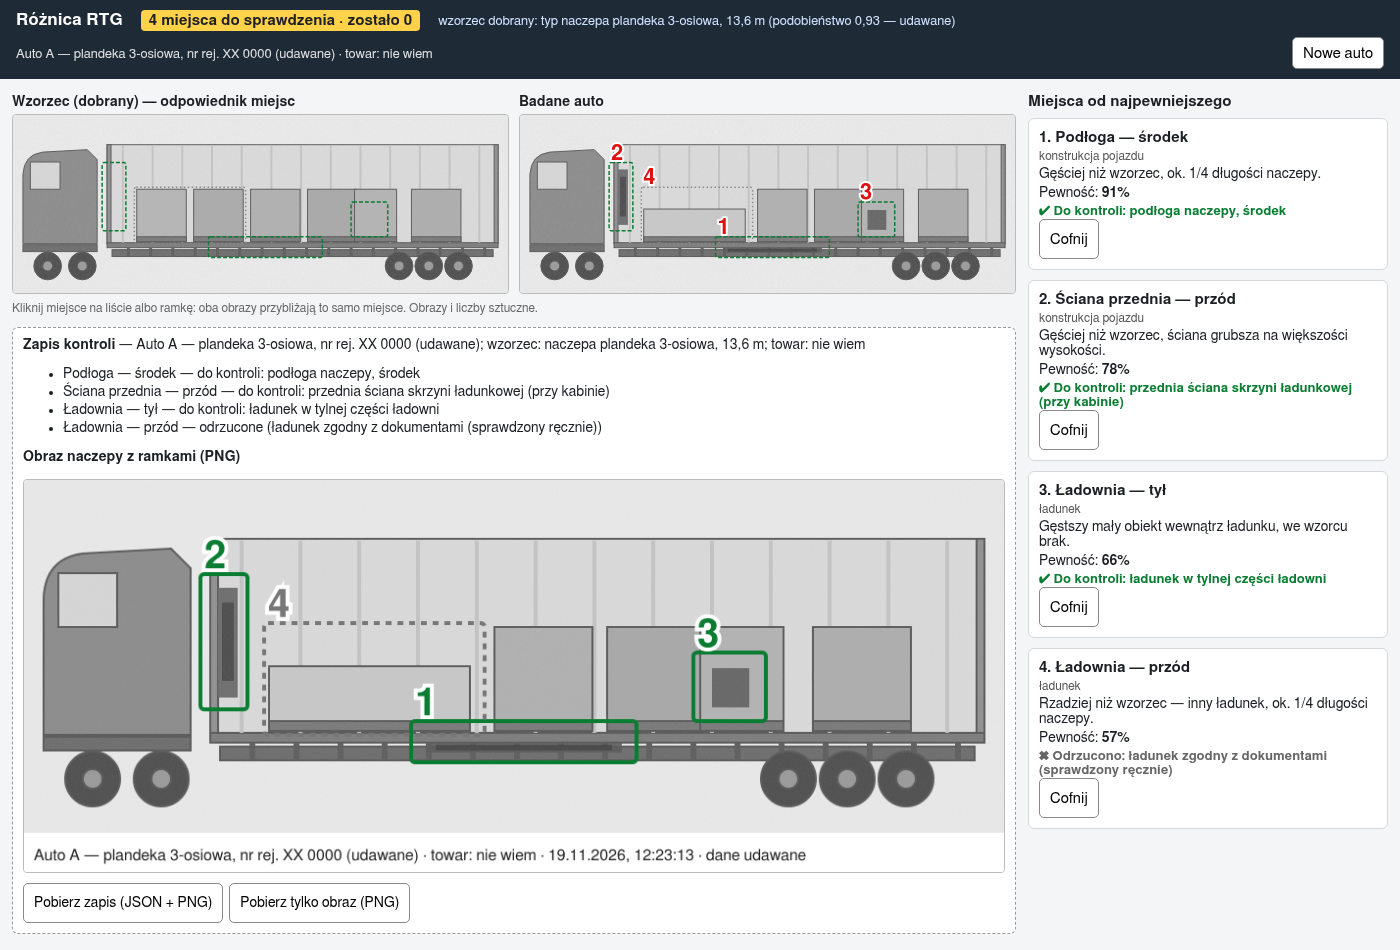 Różnica RTG
4 miejsca do sprawdzenia · zostało 0
wzorzec dobrany: typ naczepa plandeka 3-osiowa, 13,6 m (podobieństwo 0,93 — udawane)
Auto A — plandeka 3-osiowa, nr rej. XX 0000 (udawane) · towar: nie wiem
Nowe auto
Wzorzec (dobrany) — odpowiednik miejsc
Badane auto
2
4
3
1
Kliknij miejsce na liście albo ramkę: oba obrazy przybliżają to samo miejsce. Obrazy i liczby sztuczne.
Zapis kontroli — Auto A — plandeka 3-osiowa, nr rej. XX 0000 (udawane); wzorzec: naczepa plandeka 3-osiowa, 13,6 m; towar: nie wiem
• Podłoga — środek — do kontroli: podłoga naczepy, środek
• Ściana przednia — przód — do kontroli: przednia ściana skrzyni ładunkowej (przy kabinie)
• Ładownia — tył — do kontroli: ładunek w tylnej części ładowni
• Ładownia — przód — odrzucone (ładunek zgodny z dokumentami (sprawdzony ręcznie))
Obraz naczepy z ramkami (PNG)
2
4
3
1
Auto A — plandeka 3-osiowa, nr rej. XX 0000 (udawane) · towar: nie wiem · 19.11.2026, 12:23:13 · dane udawane
Pobierz zapis (JSON + PNG)
Pobierz tylko obraz (PNG)
Miejsca od najpewniejszego
1. Podłoga — środek
konstrukcja pojazdu
Gęściej niż wzorzec, ok. 1/4 długości naczepy.
Pewność: 91%
✔ Do kontroli: podłoga naczepy, środek
Cofnij
2. Ściana przednia — przód
konstrukcja pojazdu
Gęściej niż wzorzec, ściana grubsza na większości
wysokości.
Pewność: 78%
✔ Do kontroli: przednia ściana skrzyni ładunkowej
(przy kabinie)
Cofnij
3. Ładownia — tył
ładunek
Gęstszy mały obiekt wewnątrz ładunku, we wzorcu
brak.
Pewność: 66%
✔ Do kontroli: ładunek w tylnej części ładowni
Cofnij
4. Ładownia — przód
ładunek
Rzadziej niż wzorzec — inny ładunek, ok. 1/4 długości
naczepy.
Pewność: 57%
✖ Odrzucono: ładunek zgodny z dokumentami
(sprawdzony ręcznie)
Cofnij